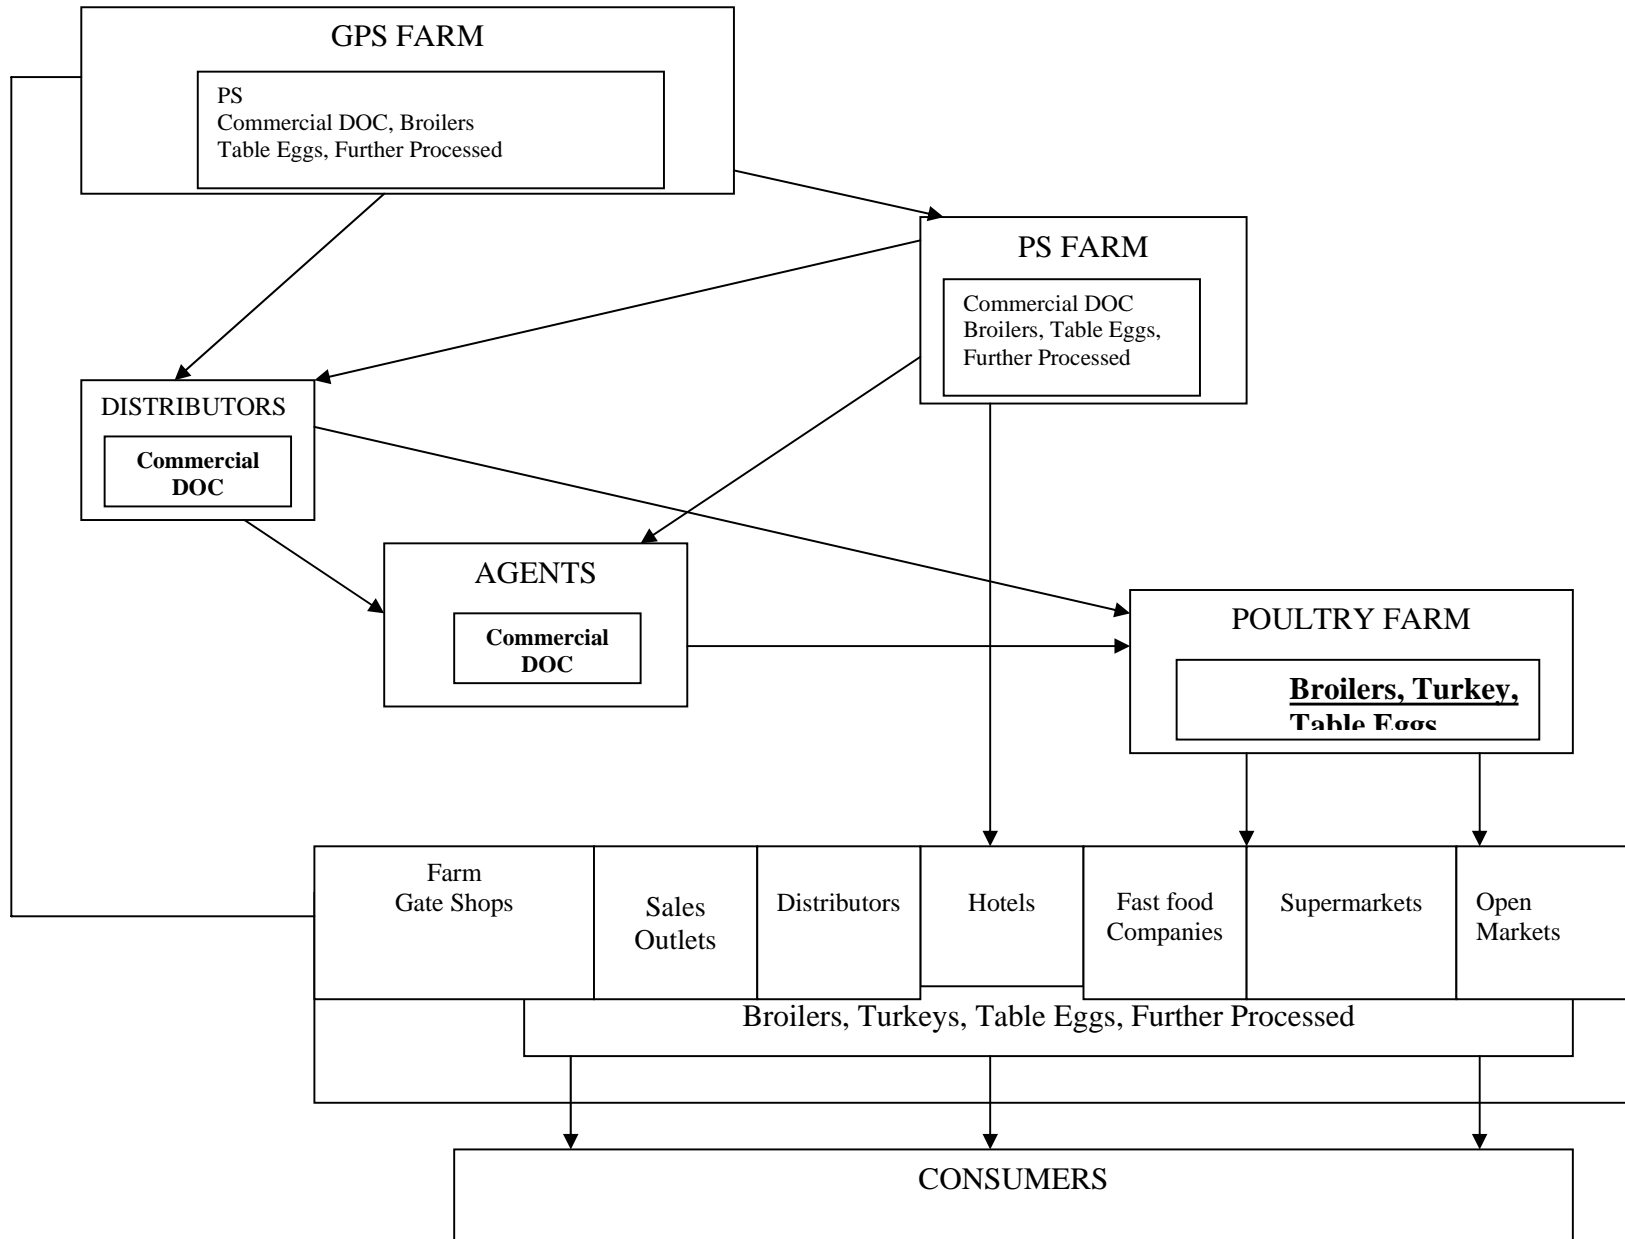 GPS FARM
PS
Commercial DOC, Broilers
Table Eggs, Further Processed
PS FARM
Commercial DOC
Broilers, Table Eggs,
Further Processed
DISTRIBUTORS
Commercial
DOC
AGENTS
Commercial
DOC
POULTRY FARM
Broilers, Turkey,
Table Eggs
Farm
Gate Shops
Sales
Outlets
Distributors
Hotels
Fast food
Companies
Supermarkets
Open
Markets
Broilers, Turkeys, Table Eggs, Further Processed
CONSUMERS